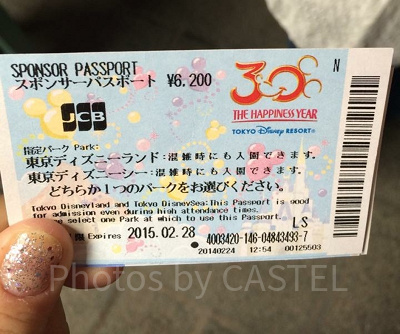 SPONSOR PASSPORT
スポンサーパスポート ¥6,200
JCB
30th
THE HAPPINESS YEAR
TOKYO Disney RESORT®
N
指定パーク Park:
東京ディズニーランド:混雑時にも入園できます.
東京ディズニーシー:混雑時にも入園できます.
どちらか1つのパークをお選びください.
Tokyo Disneyland and Tokyo DisneySea:This Passport is good
for admission even during high attendance times.
select one Park at which to use this Passport.
限 Expires 2015.02.28
LS
4003420-146-04843493-7
20140224 12:54 00125503
Photos by CASTEL